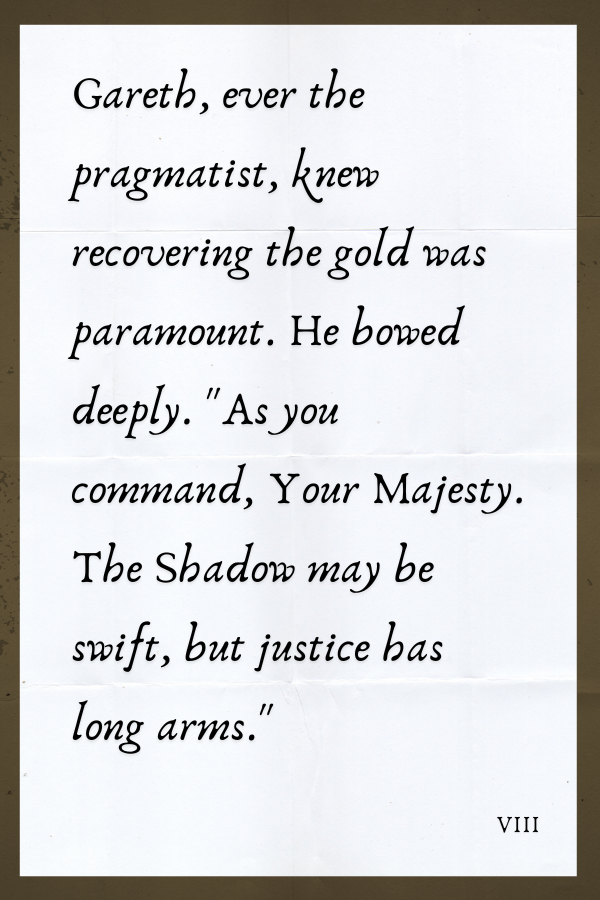 Gareth, ever the
pragmatist, knew
recovering the gold was
paramount. He bowed
deeply. "As you
command, Your Majesty.
The Shadow may be
swift, but justice has
long arms."
VIII